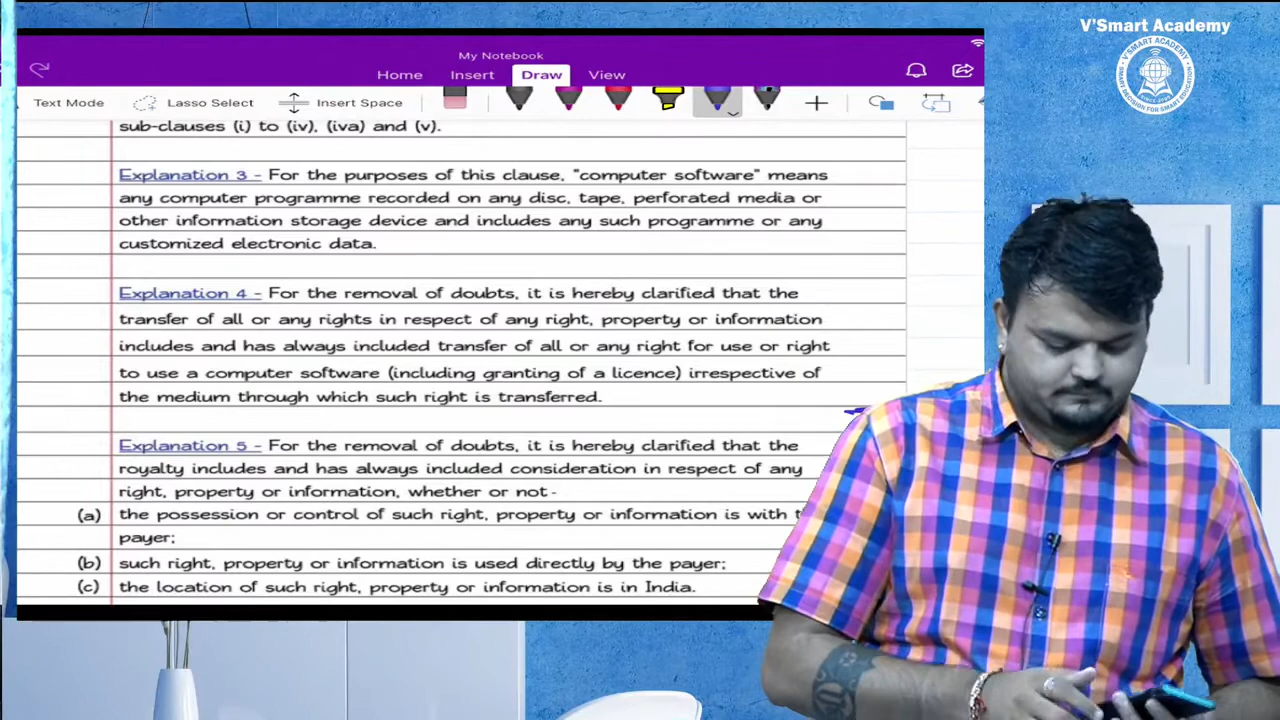 V'Smart Academy
V'SMART ACADEMY
SMART DECISION FOR SMART EDUCATION
My Notebook
Home Insert Draw View
Text Mode Lasso Select Insert Space
sub-clauses (i) to (iv), (iva) and (v).
Explanation 3 - For the purposes of this clause, "computer software" means
any computer programme recorded on any disc, tape, perforated media or
other information storage device and includes any such programme or any
customized electronic data.
Explanation 4 - For the removal of doubts, it is hereby clarified that the
transfer of all or any rights in respect of any right, property or information
includes and has always included transfer of all or any right for use or right
to use a computer software (including granting of a licence) irrespective of
the medium through which such right is transferred.
Explanation 5 - For the removal of doubts, it is hereby clarified that the
royalty includes and has always included consideration in respect of any
right, property or information, whether or not -
(a) the possession or control of such right, property or information is with
payer;
(b) such right, property or information is used directly by the payer;
(c) the location of such right, property or information is in India.